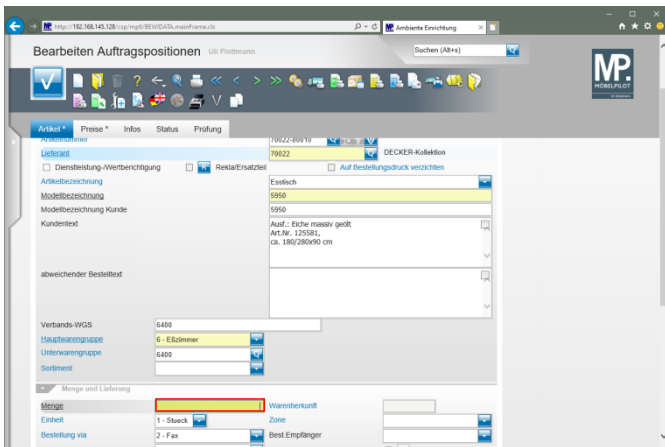 http://192.168.145.128/csp/mp6/BEWIDATA.mainFrame.cls
MP Ambiente Einrichtung
Bearbeiten Auftragspositionen Uli Flottmann
Suchen (Alt+s)
MP.
MÖBELPILOT
Artikel * Preise * Infos Status Prüfung
Artikelnummer 70022-00010
Lieferant 70022 DECKER-Kollektion
Dienstleistung-/Wertberichtigung R Rekla/Ersatzteil Auf Bestellungsdruck verzichten
Artikelbezeichnung Esstisch
Modellbezeichnung 5950
Modellbezeichnung Kunde 5950
Kundentext Ausf.: Eiche massiv geölt
Art.Nr. 125581,
ca. 180/280x90 cm
abweichender Bestelltext
Verbands-WGS 6400
Hauptwarengruppe 6 - Eßzimmer
Unterwarengruppe 6400
Sortiment
Menge und Lieferung
Menge Warenherkunft
Einheit 1 - Stueck Zone
Bestellung via 2 - Fax Best.Empfänger